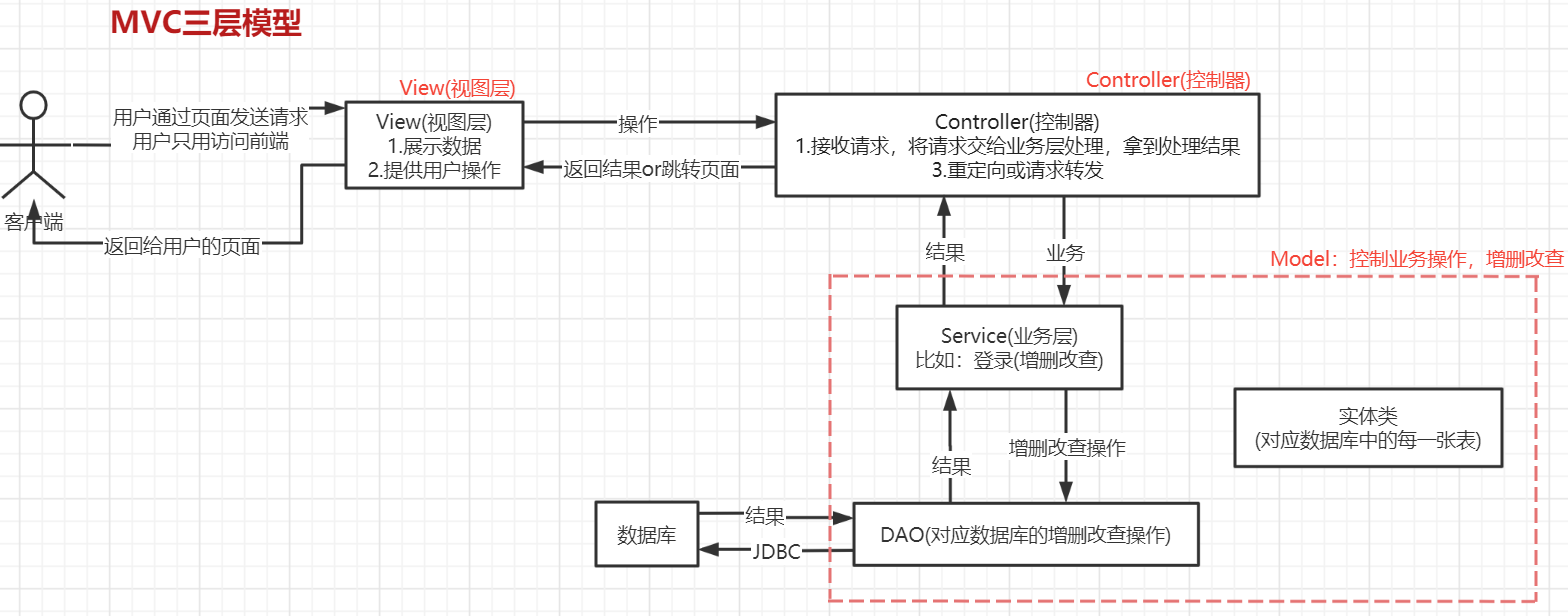 MVC三层模型
View(视图层)
Controller(控制器)
用户通过页面发送请求
用户只用访问前端
View(视图层)
1.展示数据
2.提供用户操作
操作
返回结果or跳转页面
Controller(控制器)
1.接收请求，将请求交给业务层处理，拿到处理结果
3.重定向或请求转发
客户端
返回给用户的页面
结果
业务
Model：控制业务操作，增删改查
Service(业务层)
比如：登录(增删改查)
实体类
(对应数据库中的每一张表)
增删改查操作
结果
数据库
结果
JDBC
DAO(对应数据库的增删改查操作)